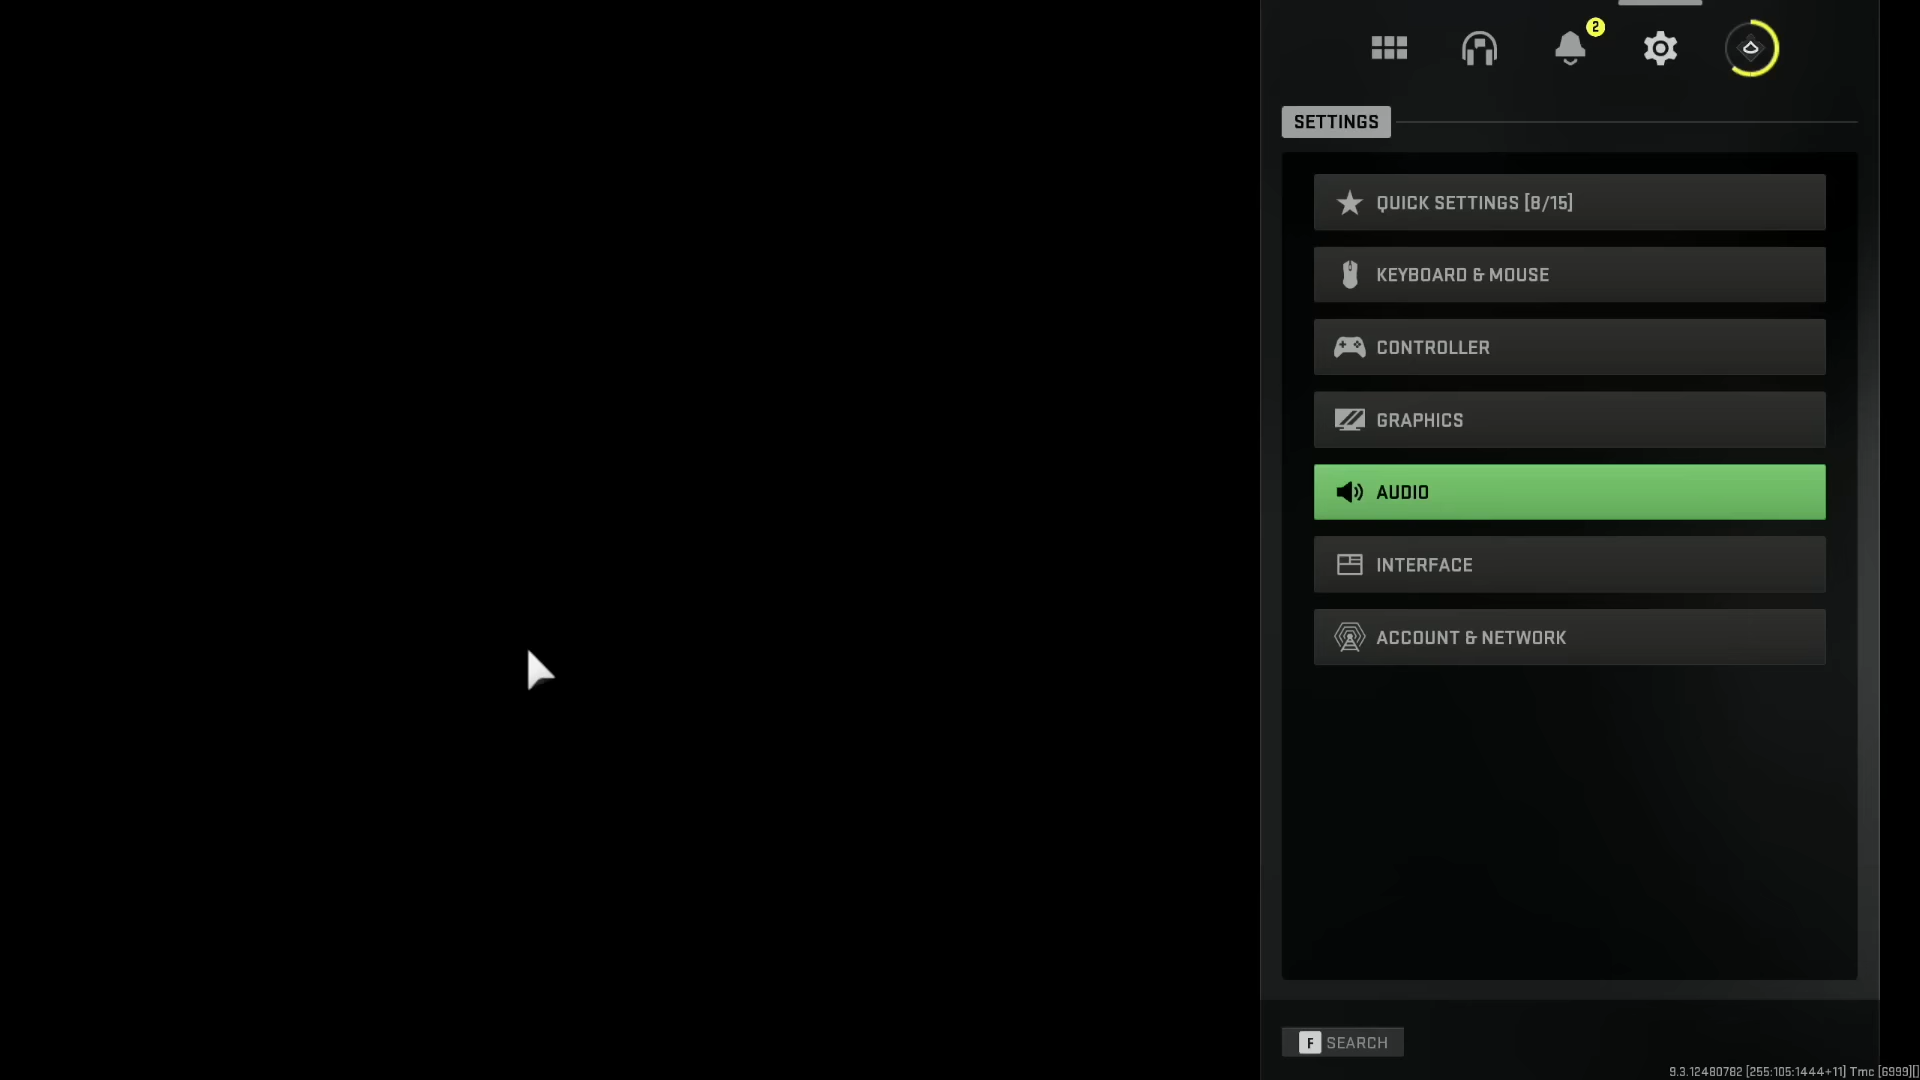 2
SETTINGS
QUICK SETTINGS [8/15]
KEYBOARD & MOUSE
CONTROLLER
GRAPHICS
AUDIO
INTERFACE
ACCOUNT & NETWORK
F SEARCH
9.3.12480782 [255:105:1444+11] Tmc [6999][]